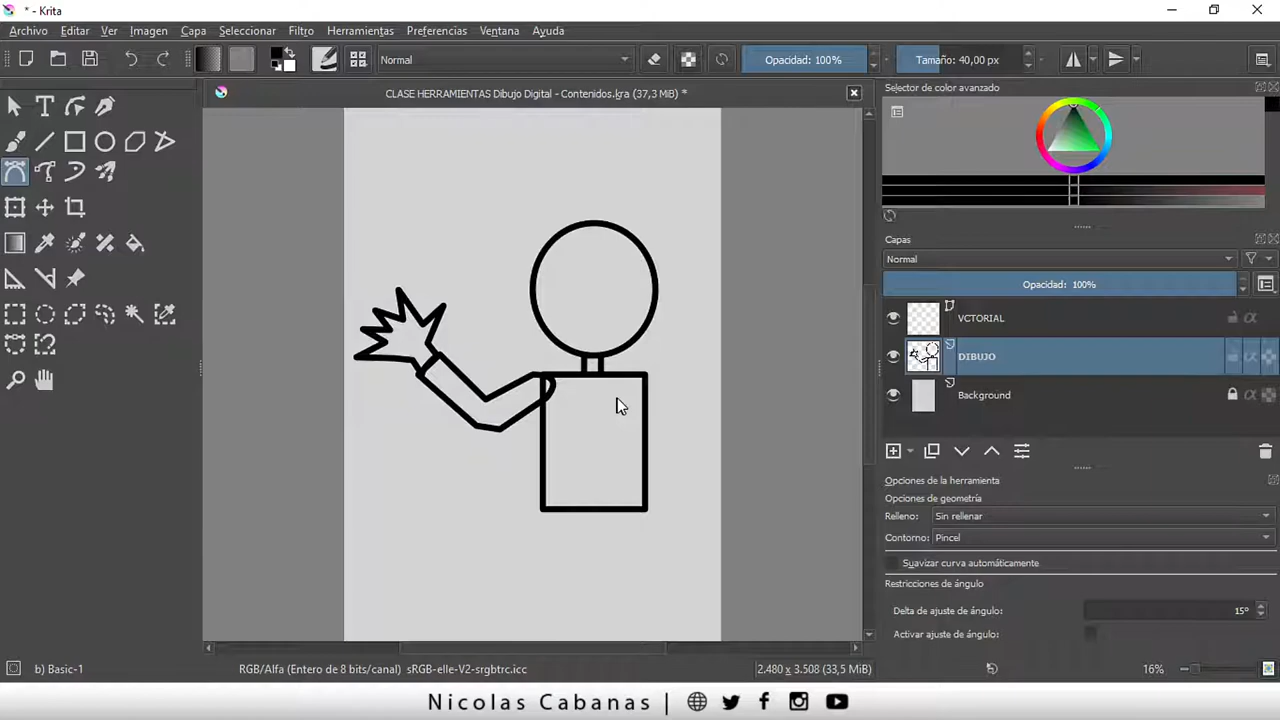 * - Krita
Archivo Editar Ver Imagen Capa Seleccionar Filtro Herramientas Preferencias Ventana Ayuda
Normal Opacidad: 100% Tamaño: 40,00 px
CLASE HERRAMIENTAS Dibujo Digital - Contenidos.kra (37,3 MiB) *
Selector de color avanzado
Capas
Normal
Opacidad: 100%
VCTORIAL
DIBUJO
Background
Opciones de la herramienta
Opciones de geometría
Relleno: Sin rellenar
Contorno: Pincel
Suavizar curva automáticamente
Restricciones de ángulo
Delta de ajuste de ángulo: 15º
Activar ajuste de ángulo:
b) Basic-1 RGB/Alfa (Entero de 8 bits/canal) sRGB-elle-V2-srgbtrc.icc 2.480 x 3.508 (33,5 MiB) 16%
Nicolas Cabanas |